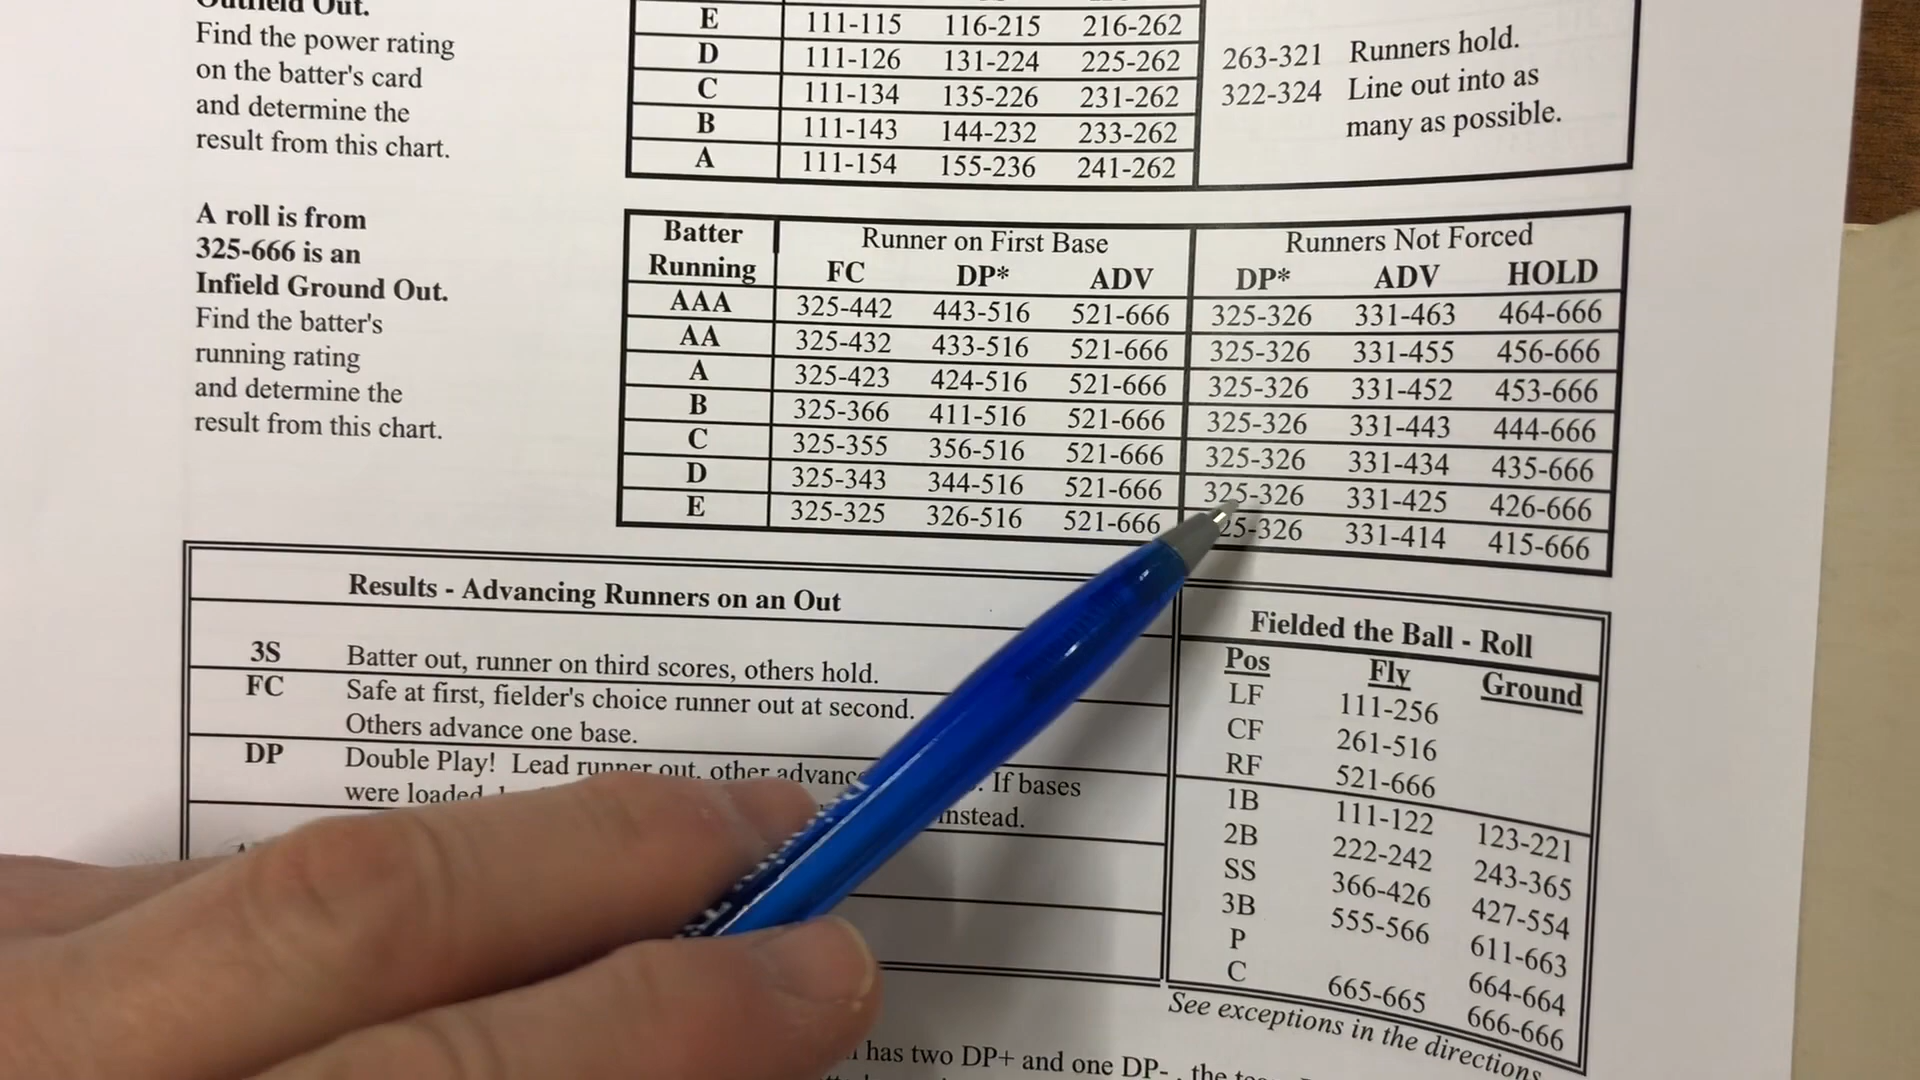 Outfield Out.
Find the power rating
on the batter's card
and determine the
result from this chart.
E 111-115 116-215 216-262
D 111-126 131-224 225-262
C 111-134 135-226 231-262
B 111-143 144-232 233-262
A 111-154 155-236 241-262
263-321 Runners hold.
322-324 Line out into as
many as possible.
A roll is from
325-666 is an
Infield Ground Out.
Find the batter's
running rating
and determine the
result from this chart.
Batter Runner on First Base Runners Not Forced
Running FC DP* ADV DP* ADV HOLD
AAA 325-442 443-516 521-666 325-326 331-463 464-666
AA 325-432 433-516 521-666 325-326 331-455 456-666
A 325-423 424-516 521-666 325-326 331-452 453-666
B 325-366 411-516 521-666 325-326 331-443 444-666
C 325-355 356-516 521-666 325-326 331-434 435-666
D 325-343 344-516 521-666 325-326 331-425 426-666
E 325-325 326-516 521-666 25-326 331-414 415-666
Results - Advancing Runners on an Out
3S Batter out, runner on third scores, others hold.
FC Safe at first, fielder's choice runner out at second.
Others advance one base.
DP Double Play! Lead runner out, other If bases
were loaded, instead.
Fielded the Ball - Roll
Pos Fly Ground
LF 111-256
CF 261-516
RF 521-666
1B 111-122 123-221
2B 222-242 243-365
SS 366-426 427-554
3B 555-566 611-663
P 664-664
C 665-665 666-666
See exceptions in the directions
has two DP+ and one DP- , the